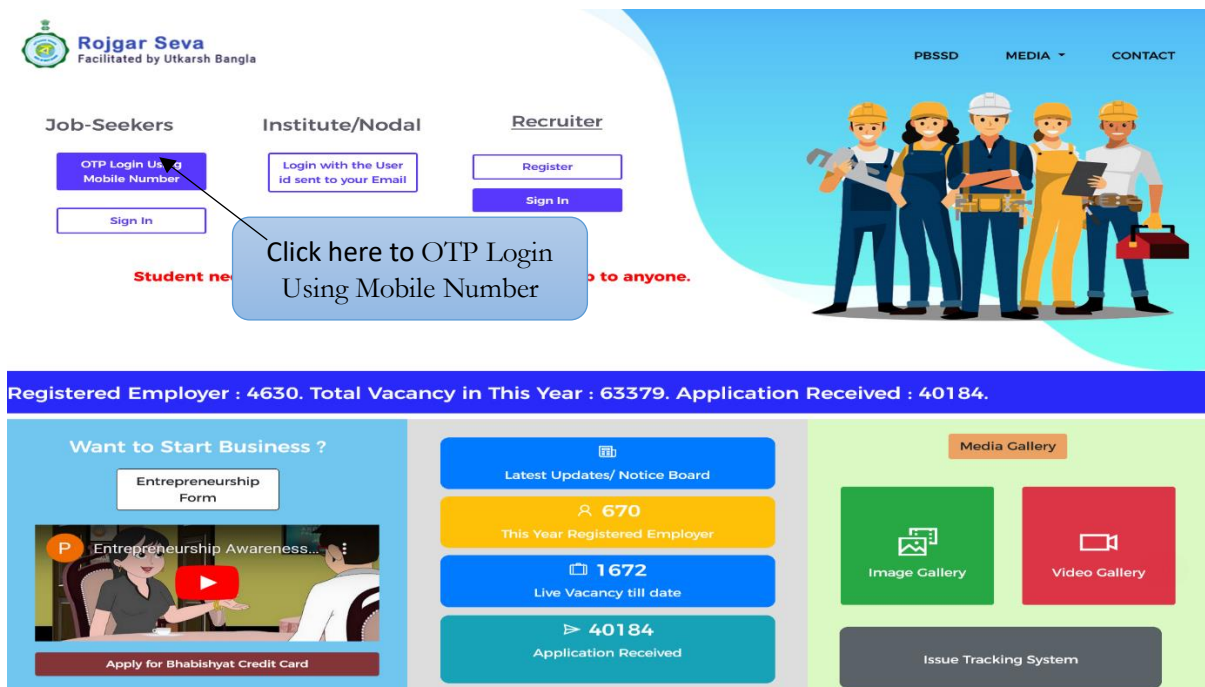 Rojgar Seva
Facilitated by Utkarsh Bangla
PBSSD
MEDIA
CONTACT
Job-Seekers
OTP Login Using
Mobile Number
Sign In
Institute/Nodal
Login with the User
id sent to your Email
Recruiter
Register
Sign In
Click here to OTP Login
Using Mobile Number
Student
to anyone.
Registered Employer : 4630. Total Vacancy in This Year : 63379. Application Received : 40184.
Want to Start Business ?
Entrepreneurship
Form
P
Entrepreneurship Awareness...
Apply for Bhabishyat Credit Card
Latest Updates/ Notice Board
670
This Year Registered Employer
1672
Live Vacancy till date
40184
Application Received
Media Gallery
Image Gallery
Video Gallery
Issue Tracking System